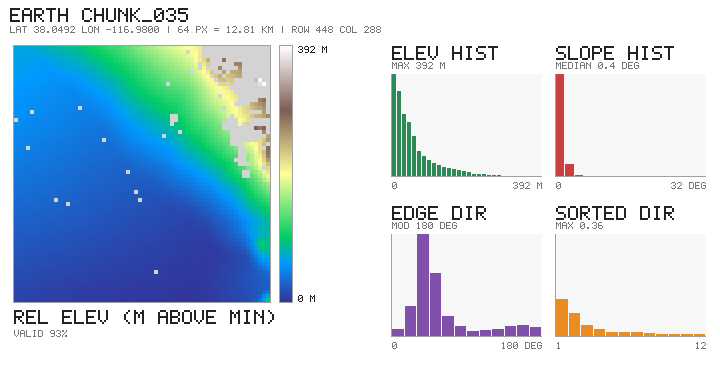 EARTH CHUNK_035
LAT 38.0492 LON -116.9800 | 64 PX = 12.81 KM | ROW 448 COL 288
392 M
0 M
REL ELEV (M ABOVE MIN)
VALID 93%
ELEV HIST
MAX 392 M
0 392 M
SLOPE HIST
MEDIAN 0.4 DEG
0 32 DEG
EDGE DIR
MOD 180 DEG
0 180 DEG
SORTED DIR
MAX 0.36
1 12